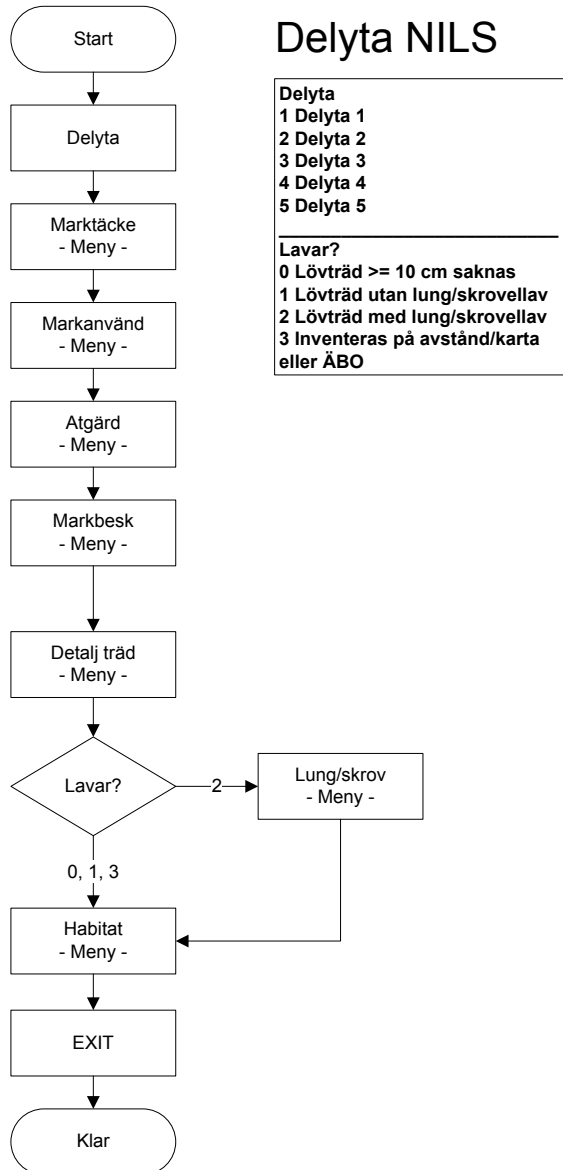 Delyta NILS
Start
Delyta
Marktäcke
- Meny -
Markanvänd
- Meny -
Atgärd
- Meny -
Markbesk
- Meny -
Detalj träd
- Meny -
Lavar?
2
Lung/skrov
- Meny -
0, 1, 3
Habitat
- Meny -
EXIT
Klar
Delyta
1 Delyta 1
2 Delyta 2
3 Delyta 3
4 Delyta 4
5 Delyta 5
Lavar?
0 Lövträd >= 10 cm saknas
1 Lövträd utan lung/skrovellav
2 Lövträd med lung/skrovellav
3 Inventeras på avstånd/karta
eller ÄBO